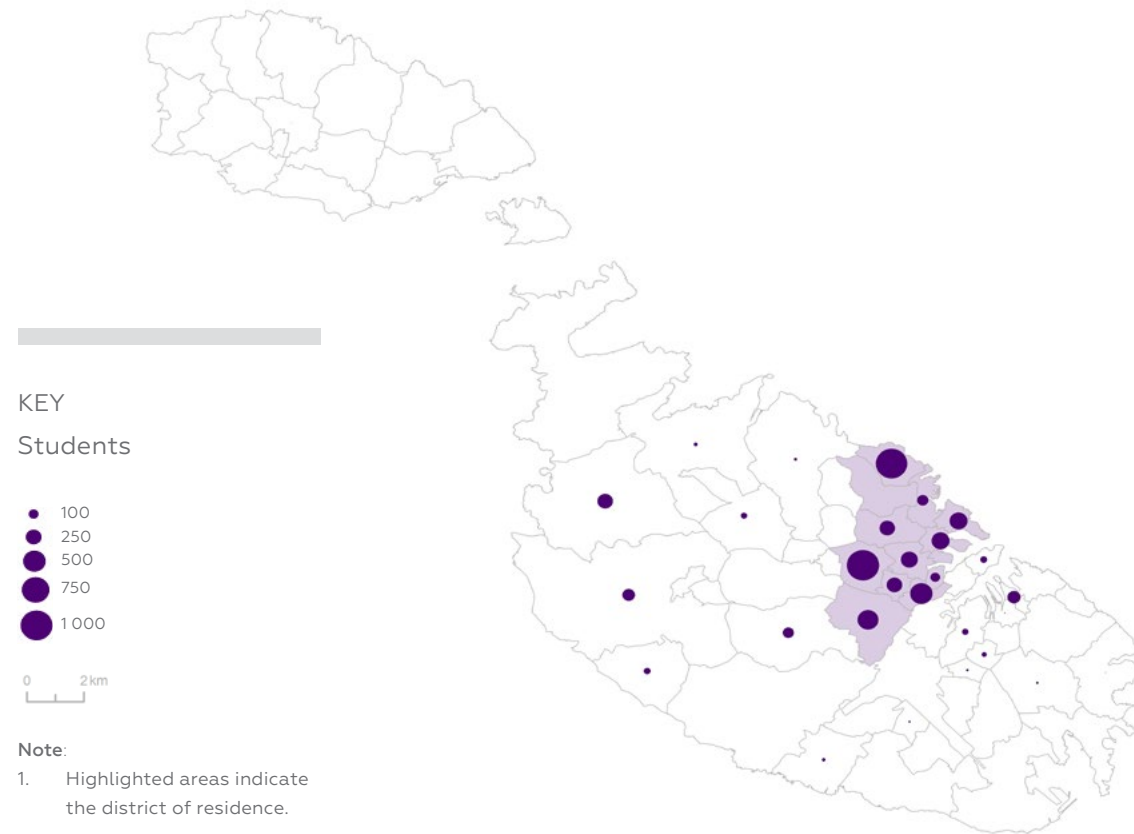 KEY
Students
100
250
500
750
1 000
0 2km
Note:
1. Highlighted areas indicate
the district of residence.